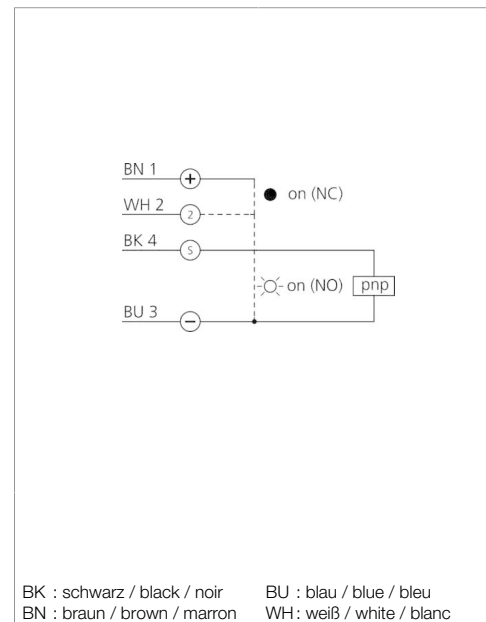 BN 1 +
on (NC)
WH 2 2
BK 4 S
on (NO) pnp
BU 3 −
BK : schwarz / black / noir BU : blau / blue / bleu
BN : braun / brown / marron WH : weiß / white / blanc